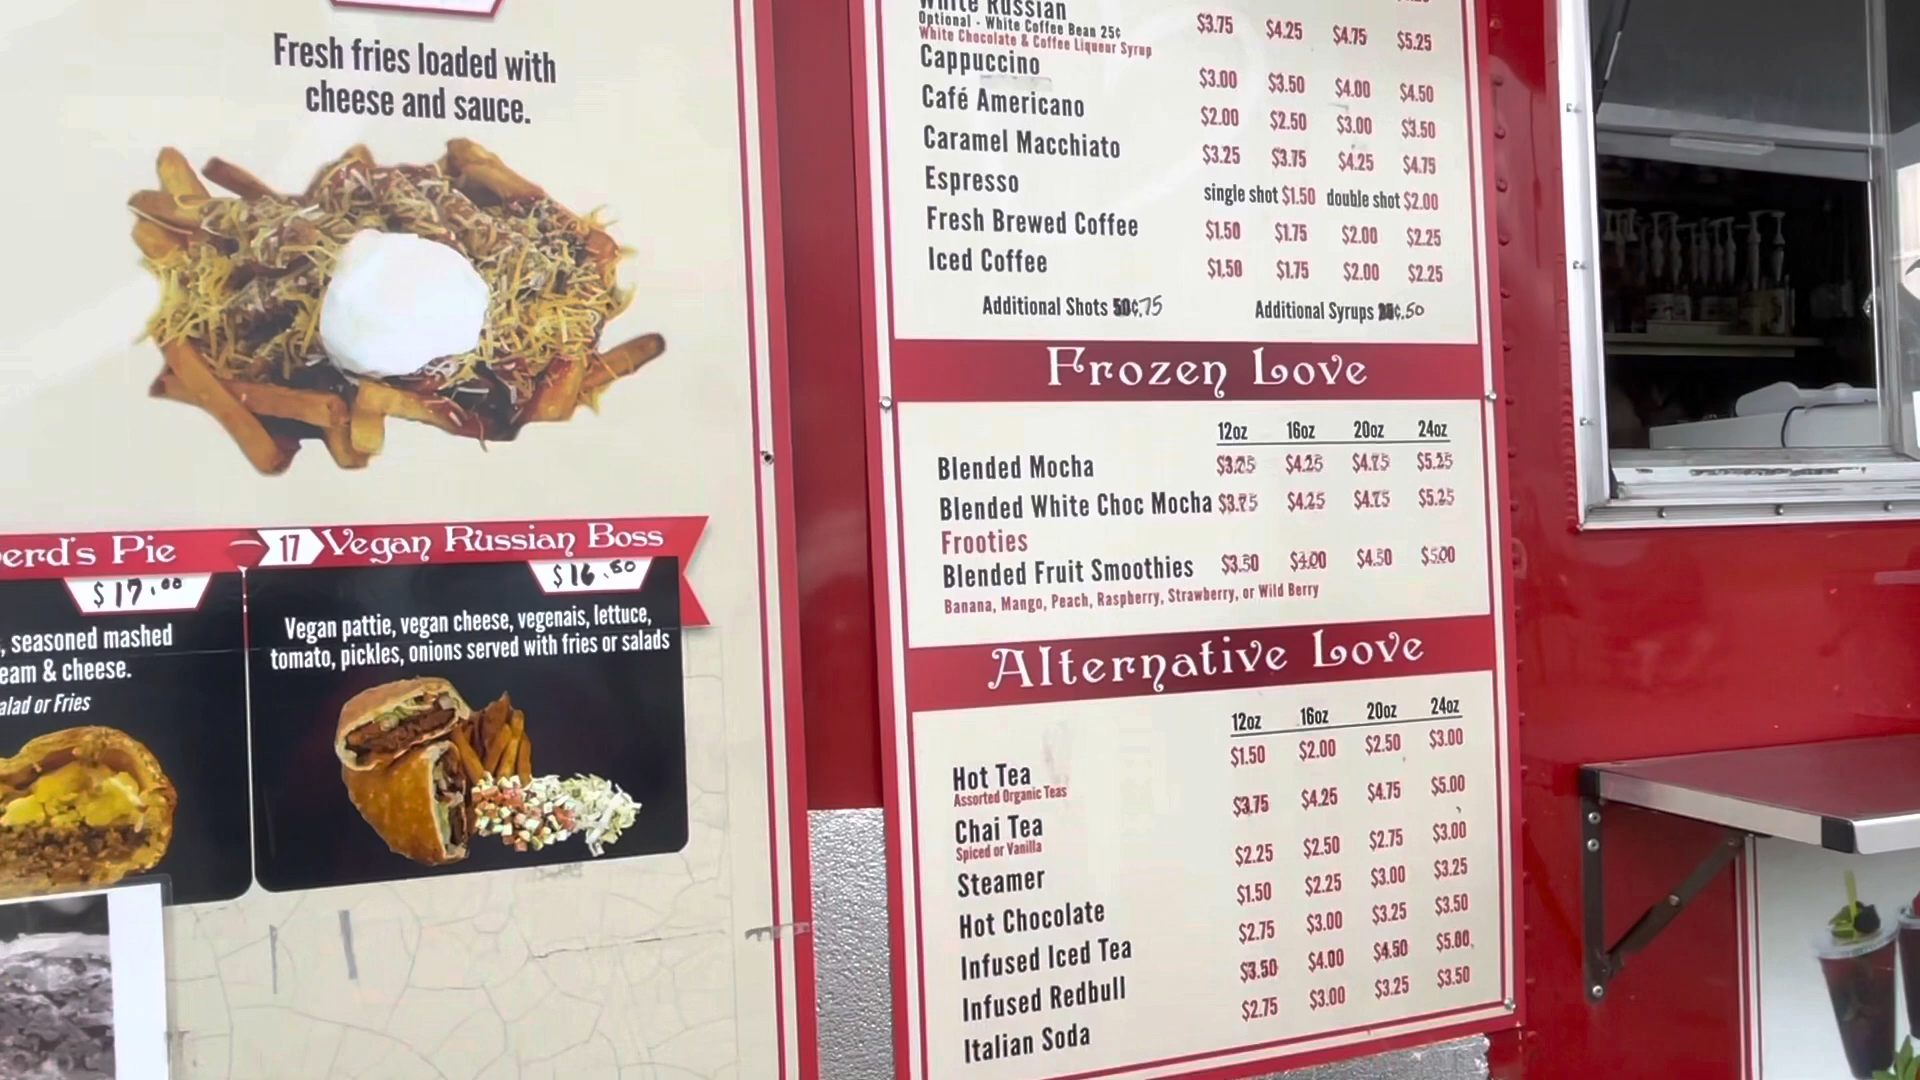 Fresh fries loaded with
cheese and sauce.
erd's Pie
$17.00
, seasoned mashed
eam & cheese.
alad or Fries
17 Vegan Russian Boss
$16.50
Vegan pattie, vegan cheese, vegenais, lettuce,
tomato, pickles, onions served with fries or salads
White Russian $3.75 $4.25 $4.75 $5.25
Optional - White Coffee Bean 25¢
White Chocolate & Coffee Liqueur Syrup
Cappuccino $3.00 $3.50 $4.00 $4.50
Café Americano $2.00 $2.50 $3.00 $3.50
Caramel Macchiato $3.25 $3.75 $4.25 $4.75
Espresso single shot $1.50 double shot $2.00
Fresh Brewed Coffee $1.50 $1.75 $2.00 $2.25
Iced Coffee $1.50 $1.75 $2.00 $2.25
Additional Shots 50¢ .75 Additional Syrups 25¢ .50
Frozen Love
12oz 16oz 20oz 24oz
Blended Mocha $3.75 $4.25 $4.75 $5.25
Blended White Choc Mocha $3.75 $4.25 $4.75 $5.25
Frooties
Blended Fruit Smoothies $3.50 $4.00 $4.50 $5.00
Banana, Mango, Peach, Raspberry, Strawberry, or Wild Berry
Alternative Love
12oz 16oz 20oz 24oz
Hot Tea $1.50 $2.00 $2.50 $3.00
Assorted Organic Teas
Chai Tea $3.75 $4.25 $4.75 $5.00
Spiced or Vanilla
Steamer $2.25 $2.50 $2.75 $3.00
Hot Chocolate $1.50 $2.25 $3.00 $3.25
Infused Iced Tea $2.75 $3.00 $3.25 $3.50
Infused Redbull $3.50 $4.00 $4.50 $5.00
Italian Soda $2.75 $3.00 $3.25 $3.50